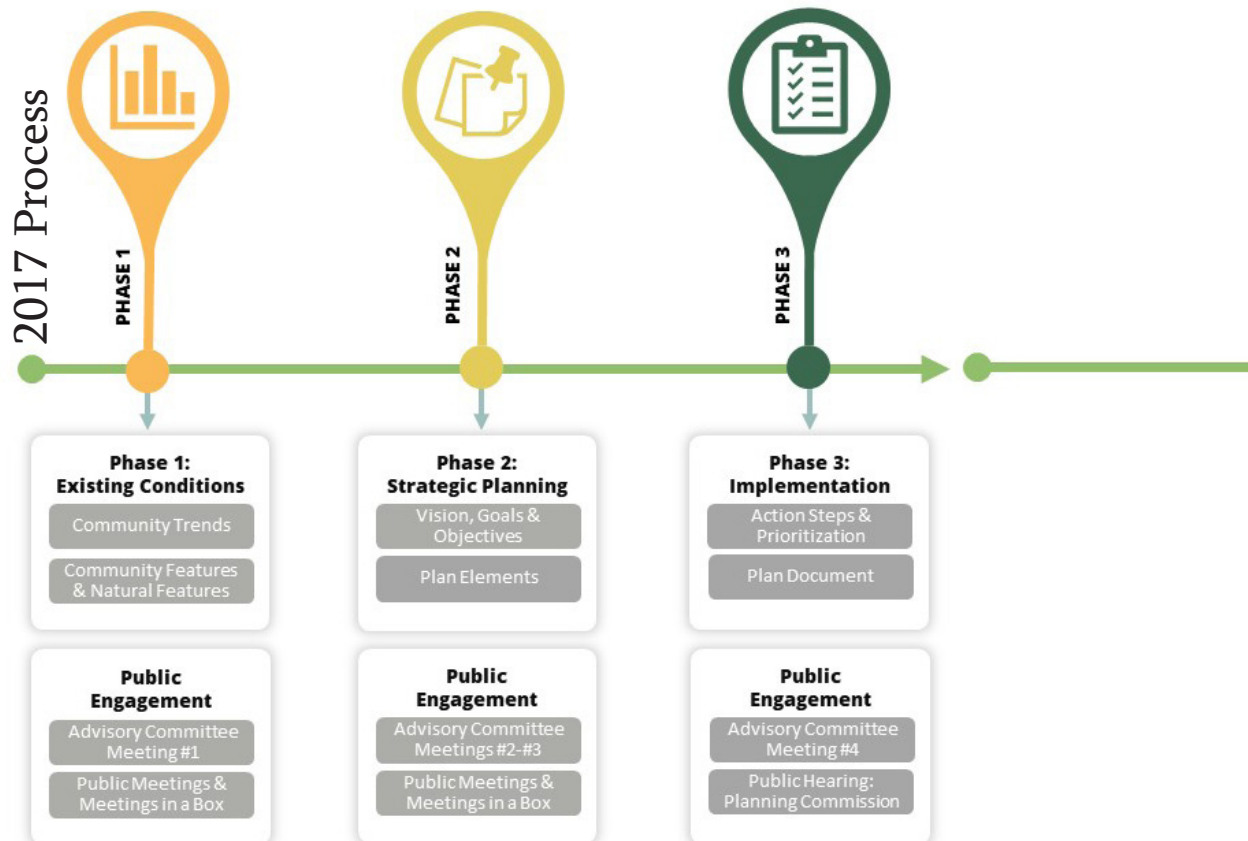 2017 Process
PHASE 1
PHASE 2
PHASE 3
Phase 1:
Existing Conditions
Community Trends
Community Features
& Natural Features
Public
Engagement
Advisory Committee
Meeting #1
Public Meetings &
Meetings in a Box
Phase 2:
Strategic Planning
Vision, Goals &
Objectives
Plan Elements
Public
Engagement
Advisory Committee
Meetings #2-#3
Public Meetings &
Meetings in a Box
Phase 3:
Implementation
Action Steps &
Prioritization
Plan Document
Public
Engagement
Advisory Committee
Meeting #4
Public Hearing:
Planning Commission